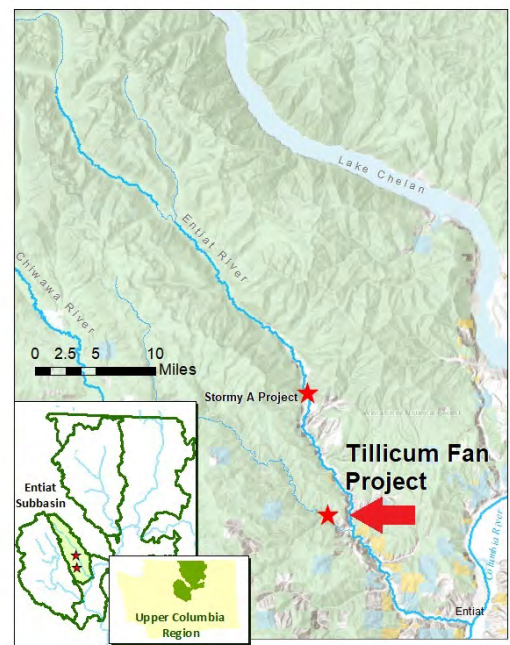 Lake Chelan
Entiat River
Chiwawa River
0 2.5 5 10
Miles
Stormy A Project
Tillicum Fan
Project
Columbia River
Entiat
Entiat
Subbasin
Upper Columbia
Region